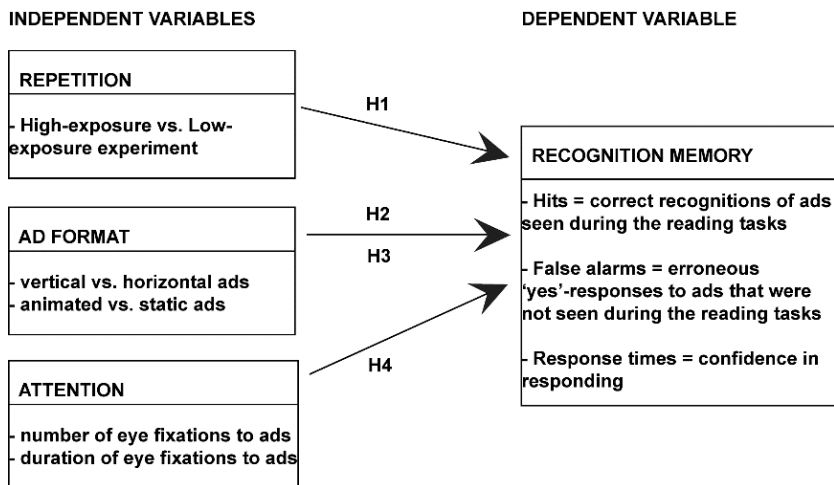 INDEPENDENT VARIABLES
REPETITION
- High-exposure vs. Low-
exposure experiment
AD FORMAT
- vertical vs. horizontal ads
- animated vs. static ads
ATTENTION
- number of eye fixations to ads
- duration of eye fixations to ads
H1
H2
H3
H4
DEPENDENT VARIABLE
RECOGNITION MEMORY
- Hits = correct recognitions of ads
seen during the reading tasks
- False alarms = erroneous
‘yes’-responses to ads that were
not seen during the reading tasks
- Response times = confidence in
responding